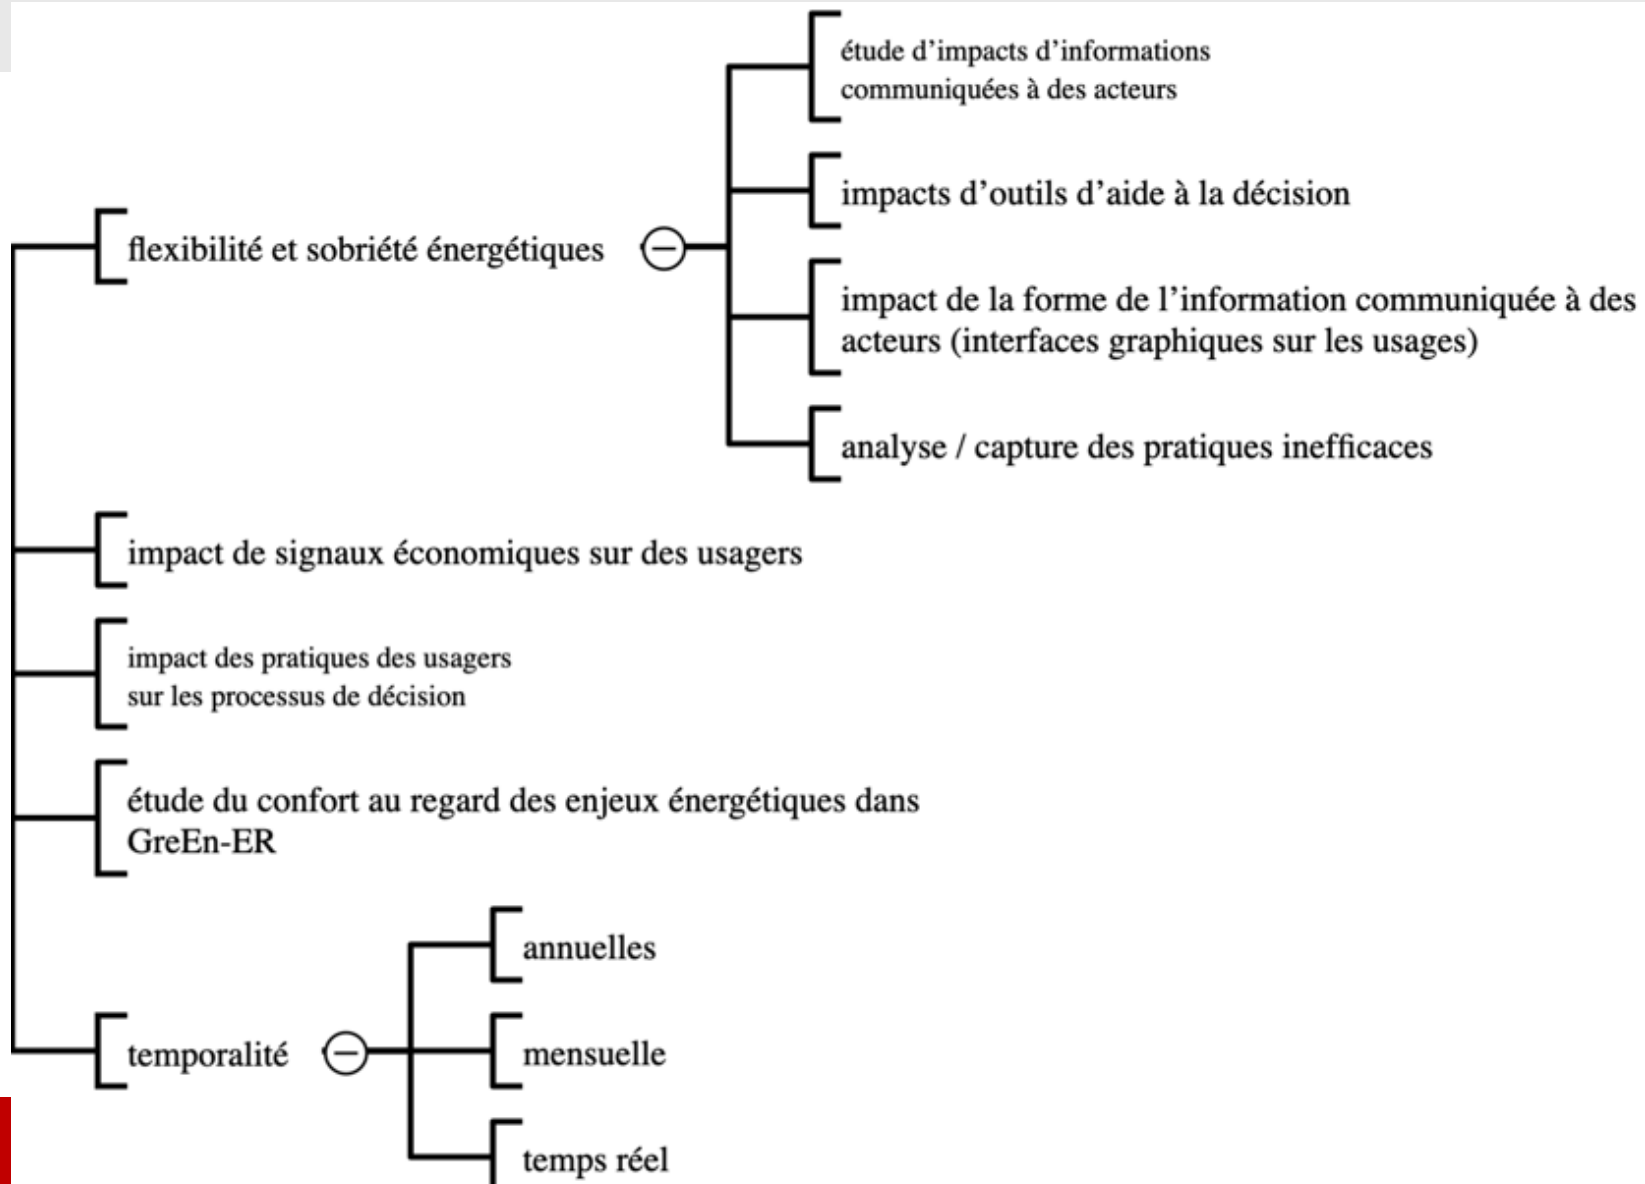 étude d’impacts d’informations
communiquées à des acteurs
impacts d’outils d’aide à la décision
flexibilité et sobriété énergétiques
impact de la forme de l’information communiquée à des
acteurs (interfaces graphiques sur les usages)
analyse / capture des pratiques inefficaces
impact de signaux économiques sur des usagers
impact des pratiques des usagers
sur les processus de décision
étude du confort au regard des enjeux énergétiques dans
GreEn-ER
annuelles
temporalité
mensuelle
temps réel